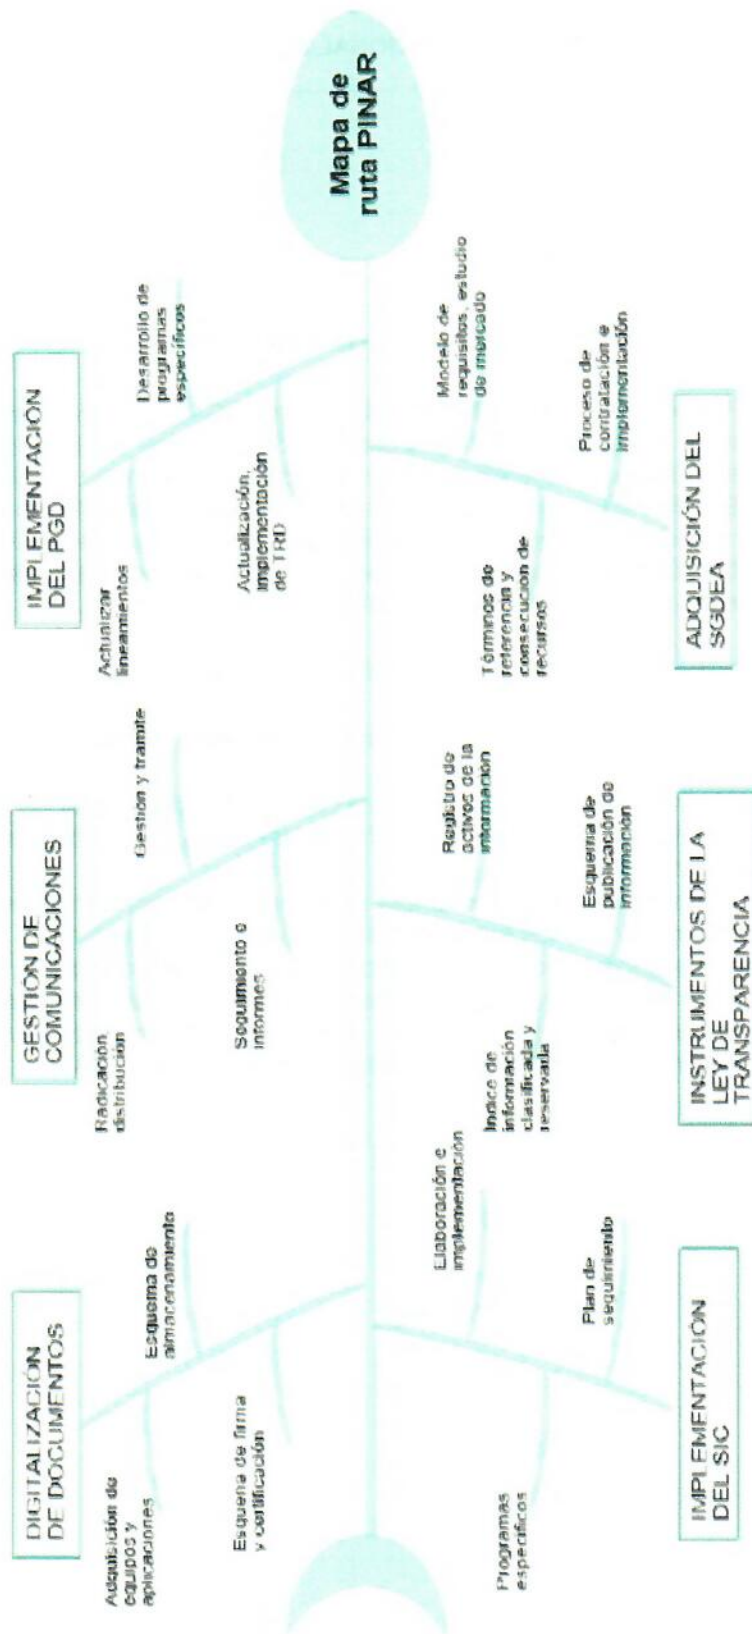 DIGITALIZACIÓN
DE DOCUMENTOS
Adquisición de
equipos y
aplicaciones
Esquema de
almacenamiento
Esquema de firma
y certificación
GESTIÓN DE
COMUNICACIONES
Radicación,
distribución
Gestión y tramite
Seguimiento e
informes
IMPLEMENTACIÓN
DEL PGD
Actualizar
lineamientos
Desarrollo de
programas
específicos
Actualización,
implementación
de TRD
Mapa de
ruta PINAR
IMPLEMENTACIÓN
DEL SIC
Elaboración e
implementación
Programas
específicos
Plan de
seguimiento
INSTRUMENTOS DE LA
LEY DE
TRANSPARENCIA
Registro de
activos de la
información
Indice de
información
clasificada y
reservada
Esquema de
publicación de
información
ADQUISICIÓN DEL
SGDEA
Modelo de
requisitos, estudio
de mercado
Términos de
referencia y
consecución de
recursos
Proceso de
contratación e
implementación